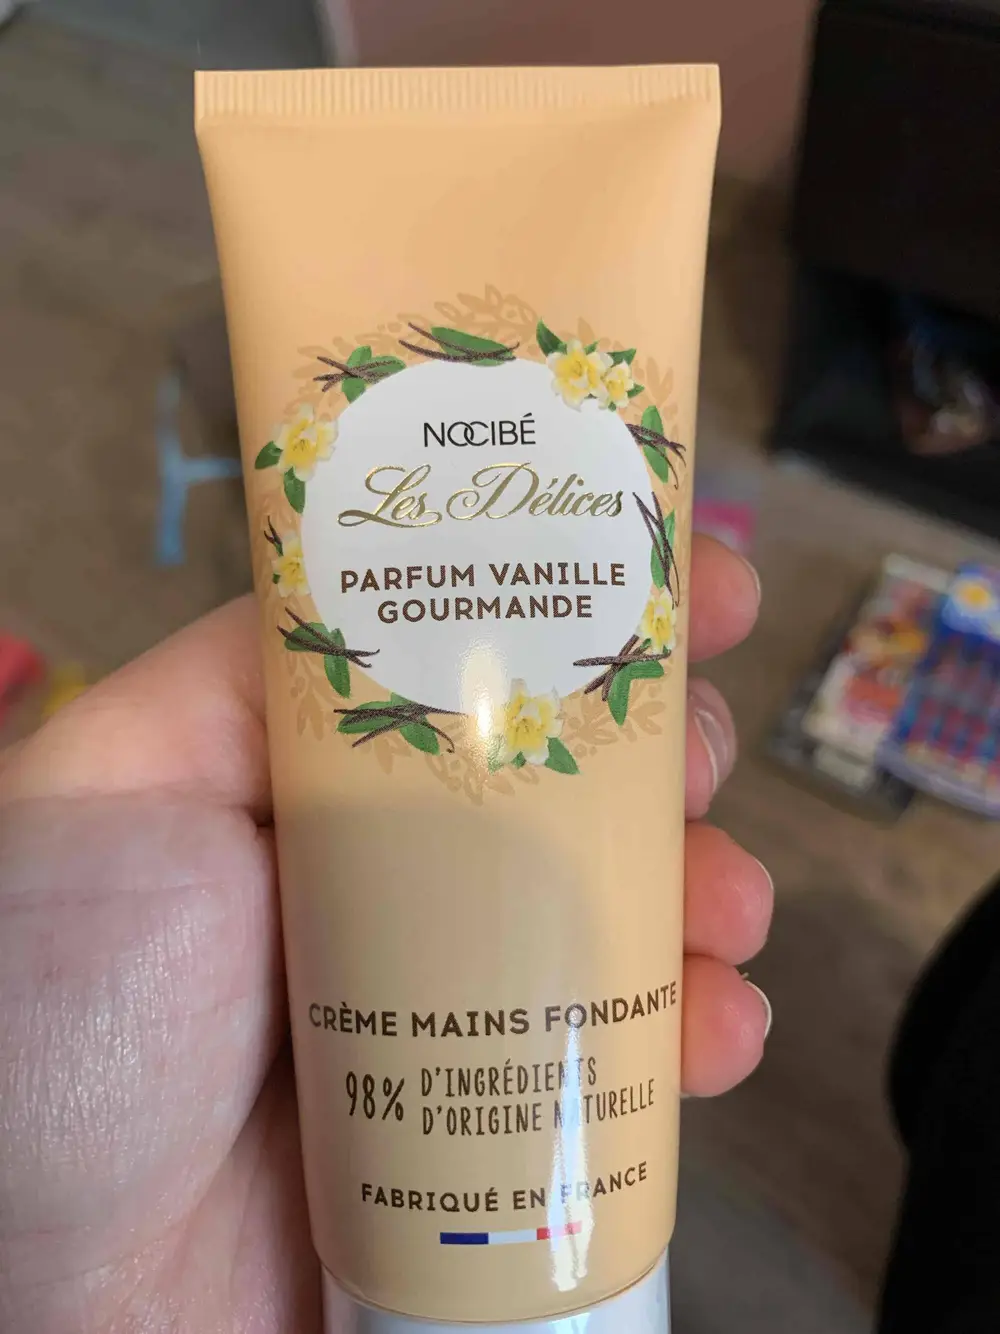 NOCIBÉ
Les Délices
PARFUM VANILLE
GOURMANDE
CRÈME MAINS FONDANTE
98% D'INGRÉDIENTS
D'ORIGINE NATURELLE
FABRIQUÉ EN FRANCE